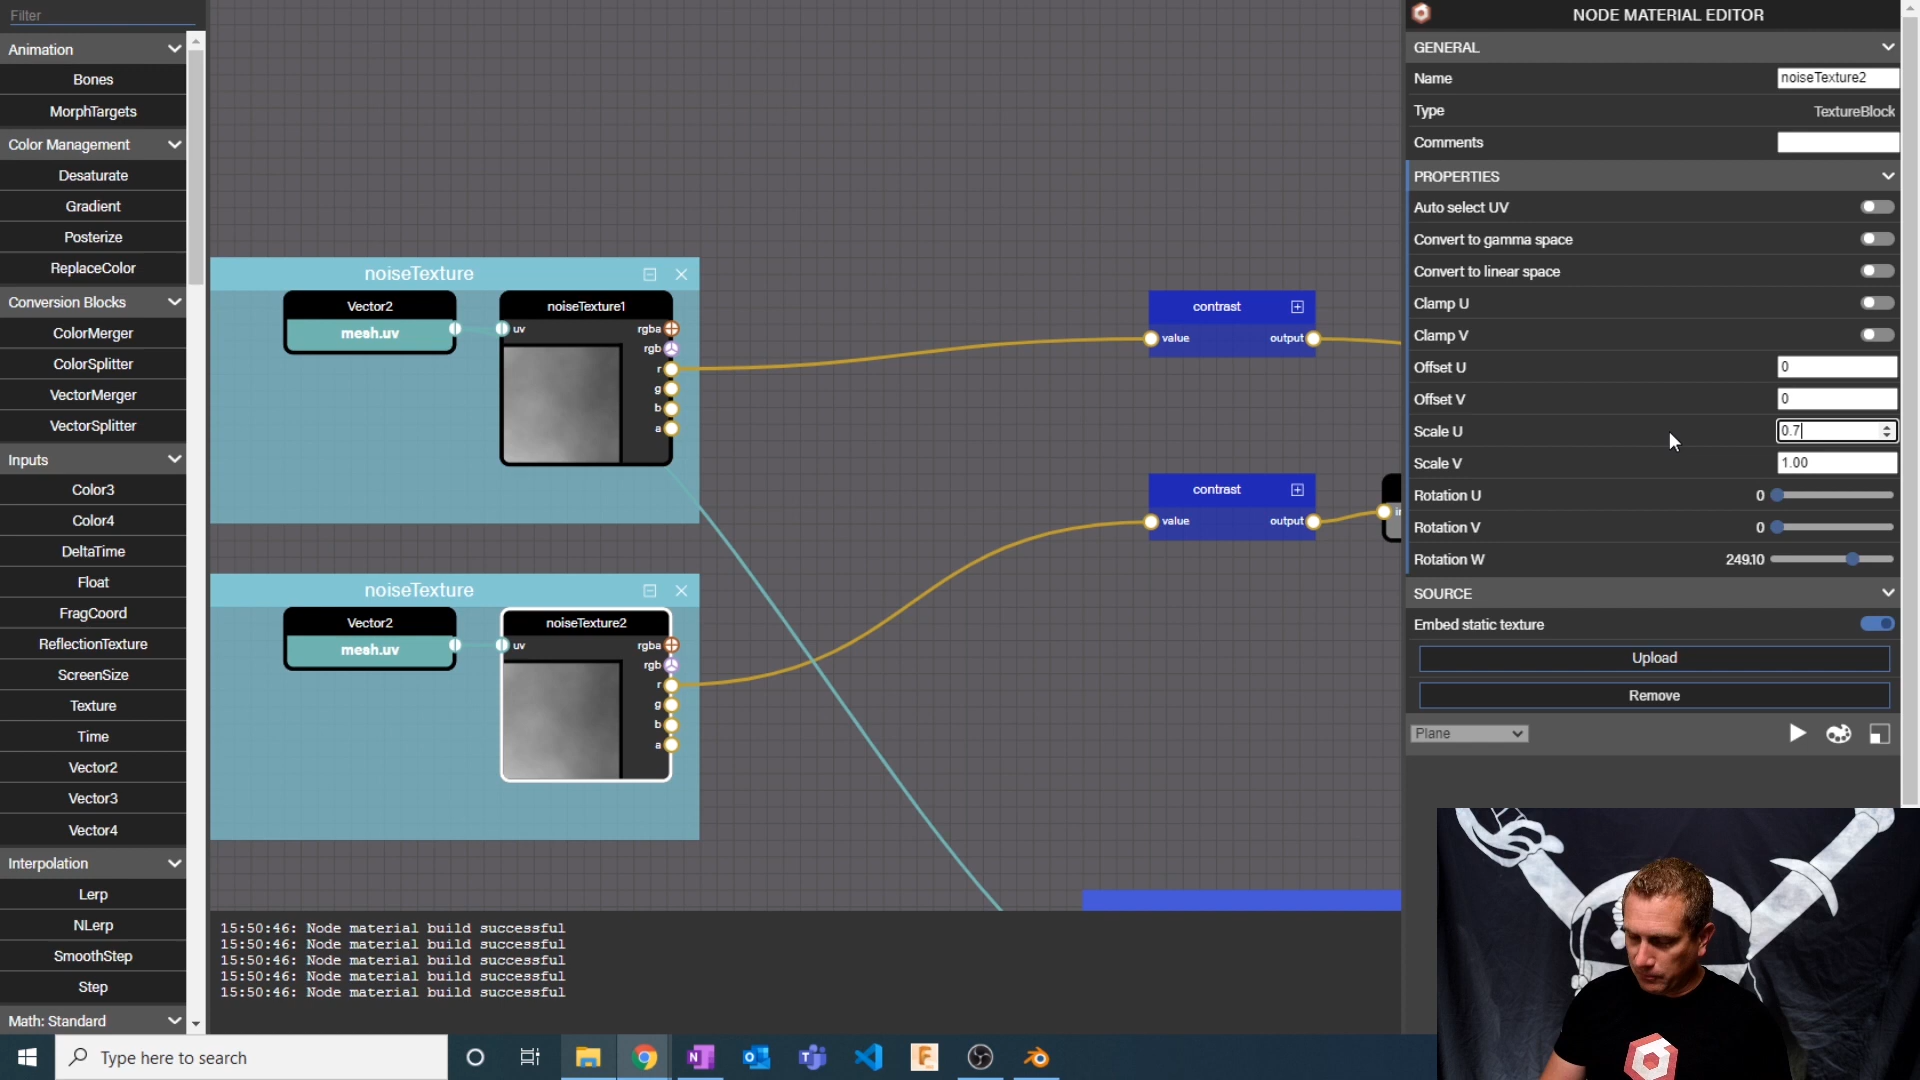 Filter
Animation
Bones
MorphTargets
Color Management
Desaturate
Gradient
Posterize
ReplaceColor
Conversion Blocks
ColorMerger
ColorSplitter
VectorMerger
VectorSplitter
Inputs
Color3
Color4
DeltaTime
Float
FragCoord
ReflectionTexture
ScreenSize
Texture
Time
Vector2
Vector3
Vector4
Interpolation
Lerp
NLerp
SmoothStep
Step
Math: Standard
noiseTexture
Vector2
mesh.uv
noiseTexture1
uv
rgba
rgb
r
g
b
a
noiseTexture
Vector2
mesh.uv
noiseTexture2
uv
rgba
rgb
r
g
b
a
contrast
value output
contrast
value output
15:50:46: Node material build successful
15:50:46: Node material build successful
15:50:46: Node material build successful
15:50:46: Node material build successful
15:50:46: Node material build successful
NODE MATERIAL EDITOR
GENERAL
Name noiseTexture2
Type TextureBlock
Comments
PROPERTIES
Auto select UV
Convert to gamma space
Convert to linear space
Clamp U
Clamp V
Offset U 0
Offset V 0
Scale U 0.7
Scale V 1.00
Rotation U 0
Rotation V 0
Rotation W 249.10
SOURCE
Embed static texture
Upload
Remove
Plane
Type here to search